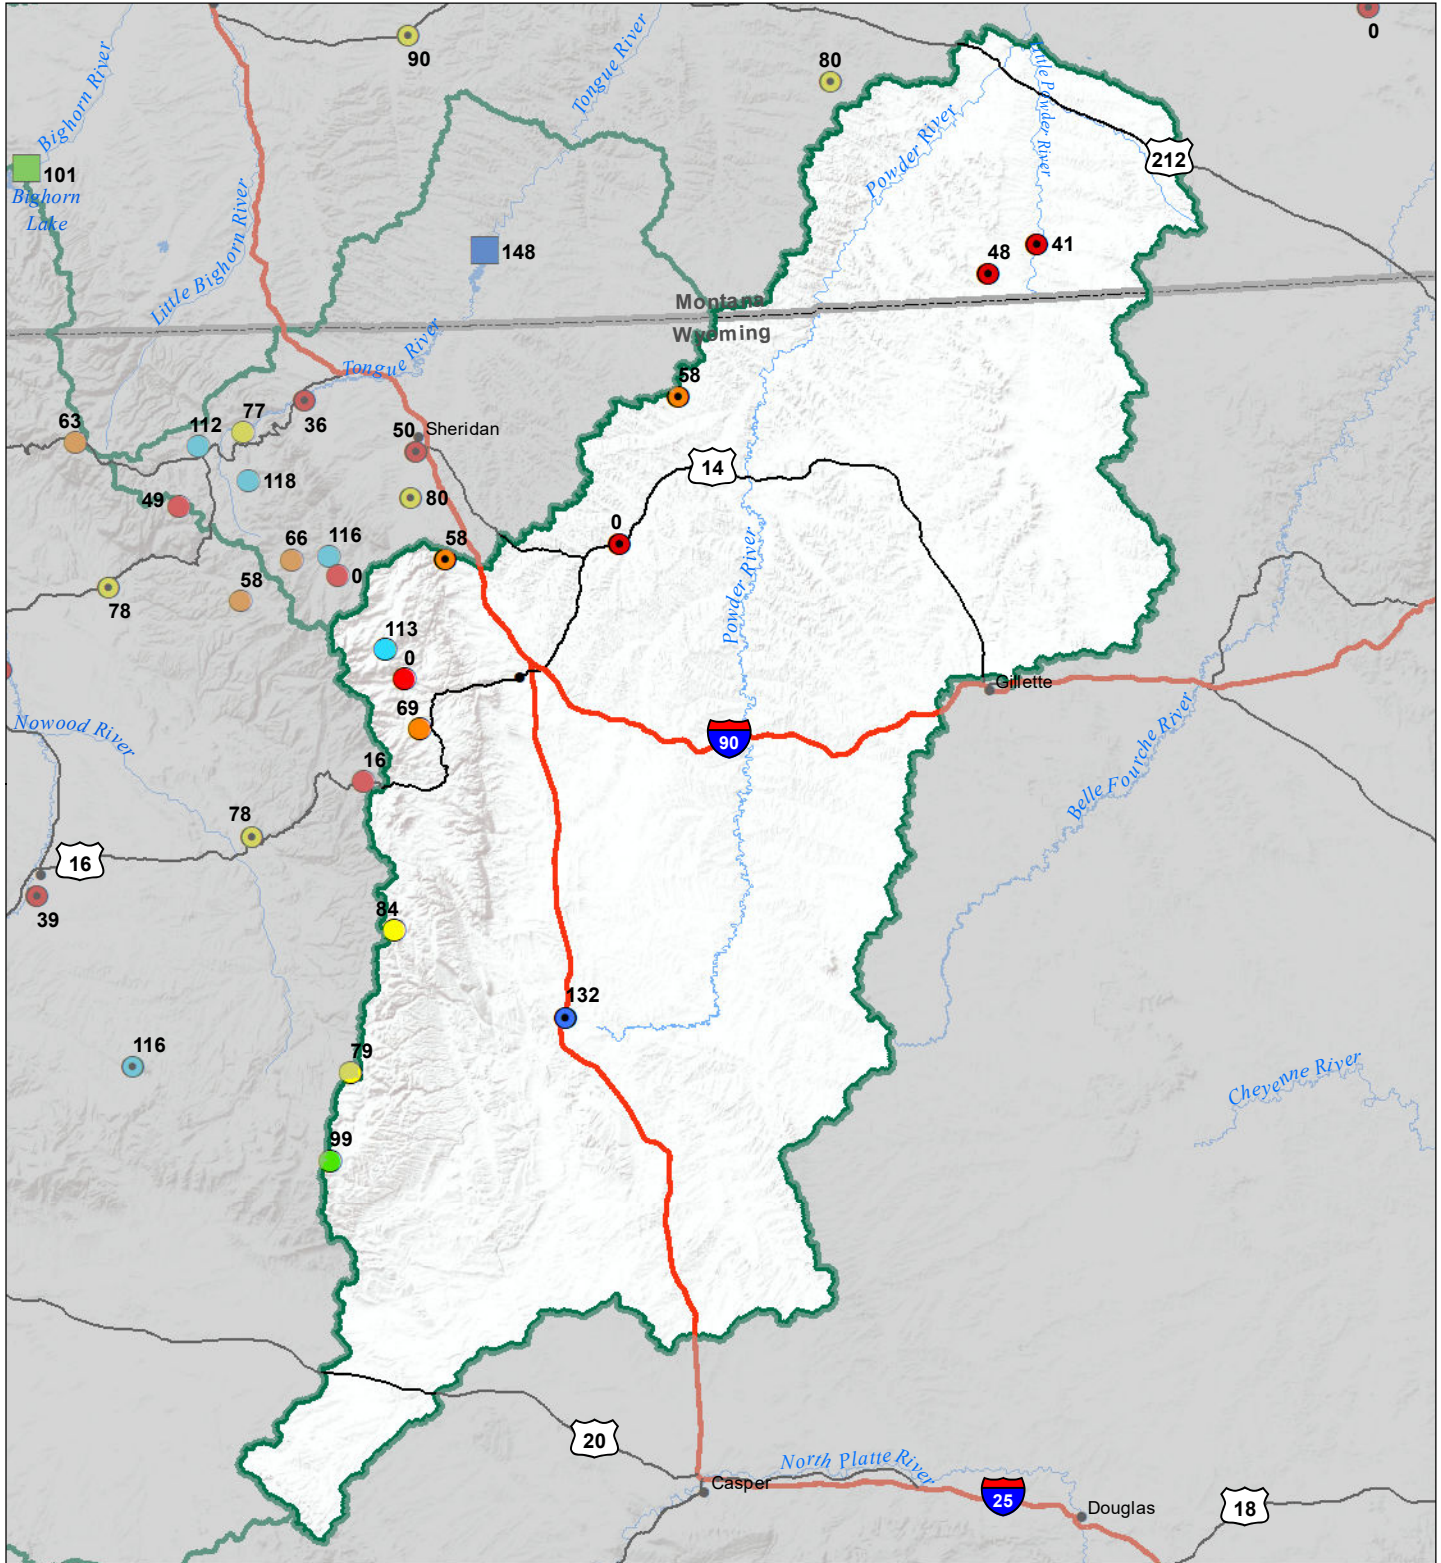 0
90
80
Tongue River
Bighorn River
Little Powder River
Powder River
212
101
Bighorn
Lake
Little Bighorn River
148
48
41
Montana
Wyoming
Tongue River
58
63
112
77
36
50
Sheridan
14
118
80
49
0
66
116
58
0
58
78
Powder River
113
0
Gillette
69
Nowood River
90
16
Belle Fourche River
78
16
39
84
132
116
79
Cheyenne River
99
20
North Platte River
Casper
25
Douglas
18